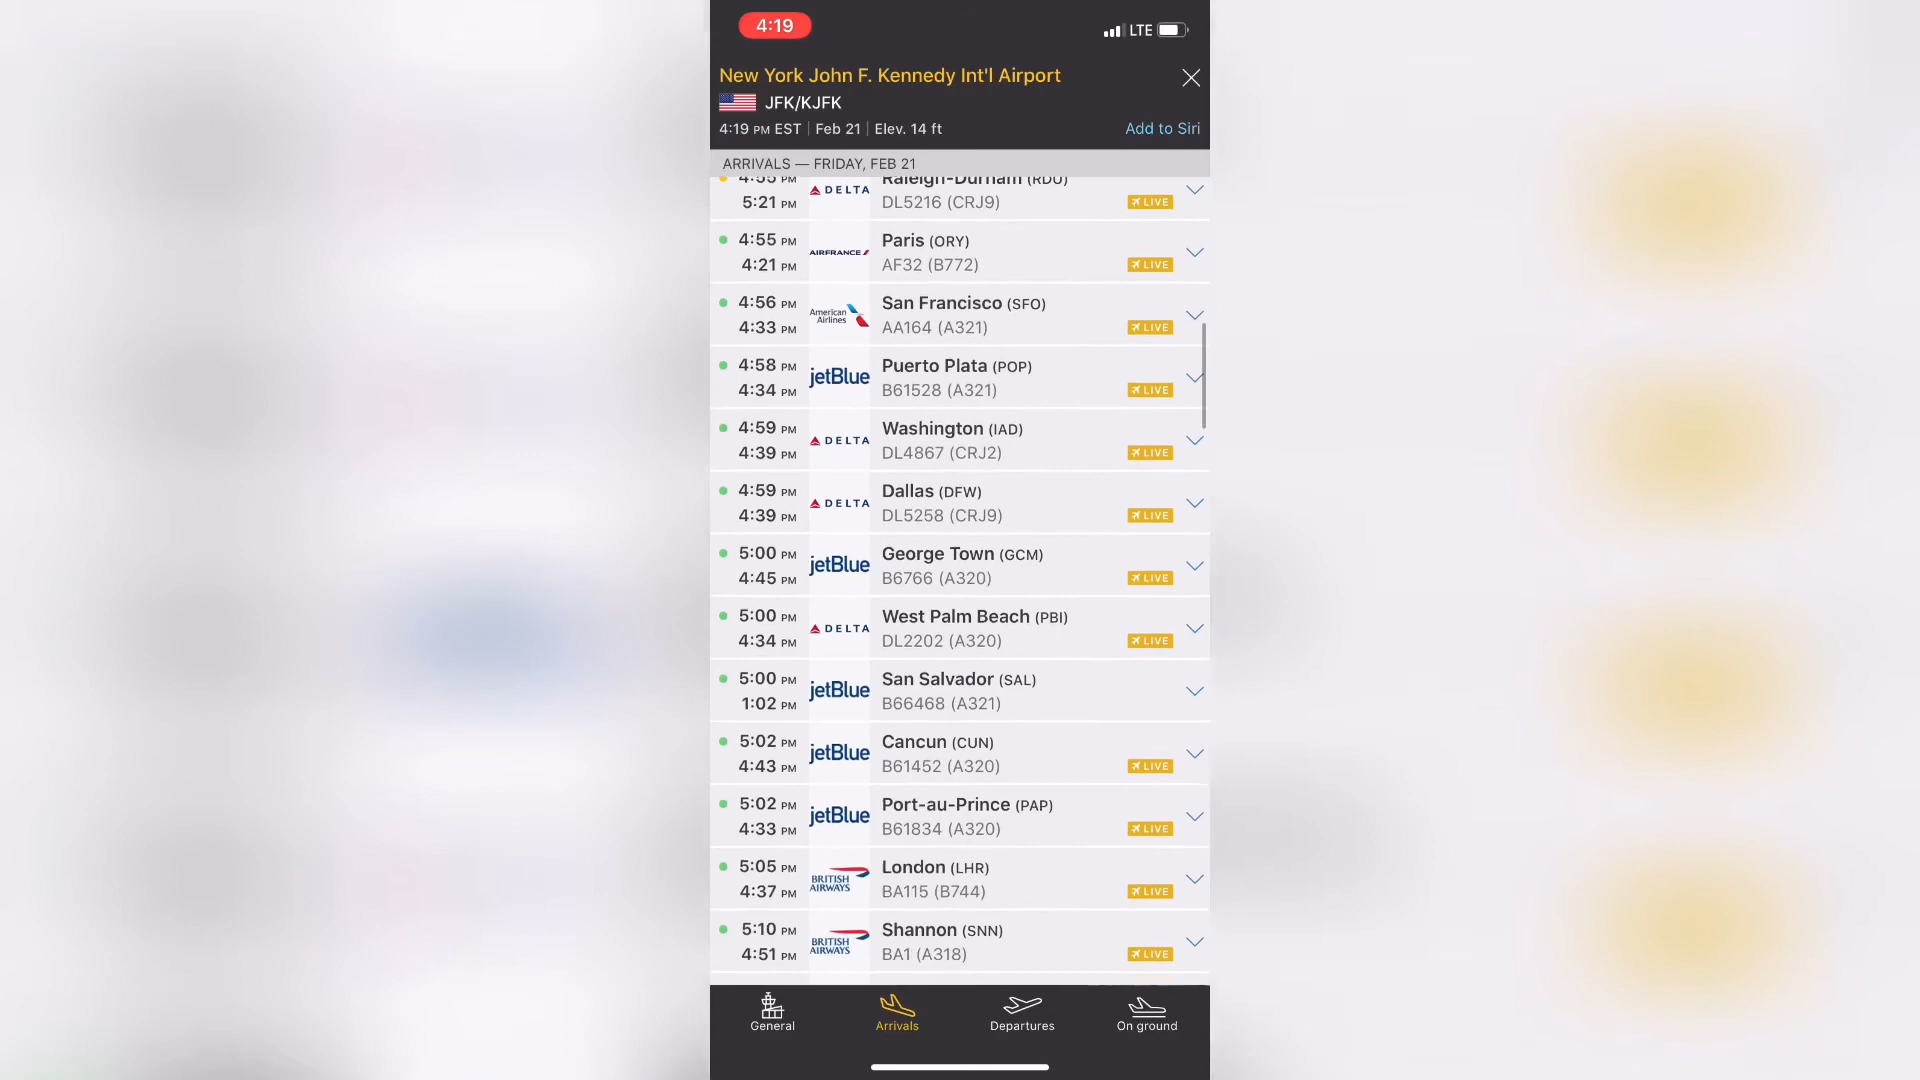 4:19
LTE
New York John F. Kennedy Int'l Airport
JFK/KJFK
4:19 PM EST | Feb 21 | Elev. 14 ft
Add to Siri
ARRIVALS — FRIDAY, FEB 21
4:55 PM
DELTA
Raleigh-Durham (RDU)
5:21 PM
DL5216 (CRJ9)
LIVE
4:55 PM
AIRFRANCE
Paris (ORY)
4:21 PM
AF32 (B772)
LIVE
4:56 PM
American Airlines
San Francisco (SFO)
4:33 PM
AA164 (A321)
LIVE
4:58 PM
jetBlue
Puerto Plata (POP)
4:34 PM
B61528 (A321)
LIVE
4:59 PM
DELTA
Washington (IAD)
4:39 PM
DL4867 (CRJ2)
LIVE
4:59 PM
DELTA
Dallas (DFW)
4:39 PM
DL5258 (CRJ9)
LIVE
5:00 PM
jetBlue
George Town (GCM)
4:45 PM
B6766 (A320)
LIVE
5:00 PM
DELTA
West Palm Beach (PBI)
4:34 PM
DL2202 (A320)
LIVE
5:00 PM
jetBlue
San Salvador (SAL)
1:02 PM
B66468 (A321)
5:02 PM
jetBlue
Cancun (CUN)
4:43 PM
B61452 (A320)
LIVE
5:02 PM
jetBlue
Port-au-Prince (PAP)
4:33 PM
B61834 (A320)
LIVE
5:05 PM
BRITISH AIRWAYS
London (LHR)
4:37 PM
BA115 (B744)
LIVE
5:10 PM
BRITISH AIRWAYS
Shannon (SNN)
4:51 PM
BA1 (A318)
LIVE
General
Arrivals
Departures
On ground